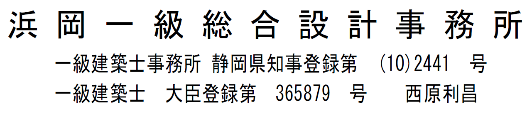 浜岡一級総合設計事務所
一級建築士事務所 静岡県知事登録第 (10)2441 号
一級建築士 大臣登録第 365879 号 西原利昌